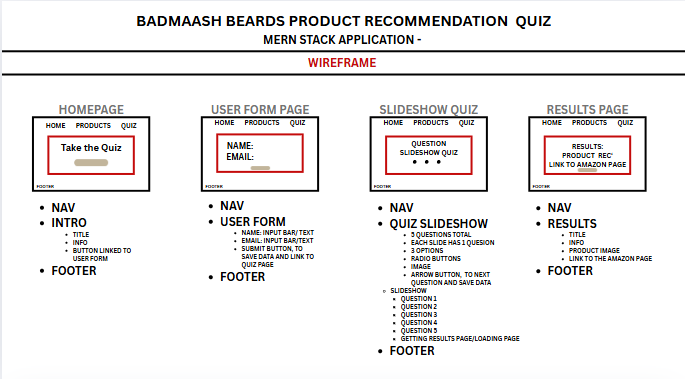 BADMAASH BEARDS PRODUCT RECOMMENDATION QUIZ
MERN STACK APPLICATION -
WIREFRAME
HOMEPAGE
HOME PRODUCTS QUIZ
Take the Quiz
FOOTER
NAV
INTRO
TITLE
INFO
BUTTON LINKED TO
USER FORM
FOOTER
USER FORM PAGE
HOME PRODUCTS QUIZ
NAME:
EMAIL:
FOOTER
NAV
USER FORM
NAME: INPUT BAR/ TEXT
EMAIL: INPUT BAR/TEXT
SUBMIT BUTTON, TO
SAVE DATA AND LINK TO
QUIZ PAGE
FOOTER
SLIDESHOW QUIZ
HOME PRODUCTS QUIZ
QUESTION
SLIDESHOW QUIZ
FOOTER
NAV
QUIZ SLIDESHOW
5 QUESTIONS TOTAL
EACH SLIDE HAS 1 QUESION
3 OPTIONS
RADIO BUTTONS
IMAGE
ARROW BUTTON, TO NEXT
QUESTION AND SAVE DATA
SLIDESHOW
QUESTION 1
QUESTION 2
QUESTION 3
QUESTION 4
QUESTION 5
GETTING RESULTS PAGE/LOADING PAGE
FOOTER
RESULTS PAGE
HOME PRODUCTS QUIZ
RESULTS:
PRODUCT REC'
LINK TO AMAZON PAGE
FOOTER
NAV
RESULTS
TITLE
INFO
PRODUCT IMAGE
LINK TO THE AMAZON PAGE
FOOTER